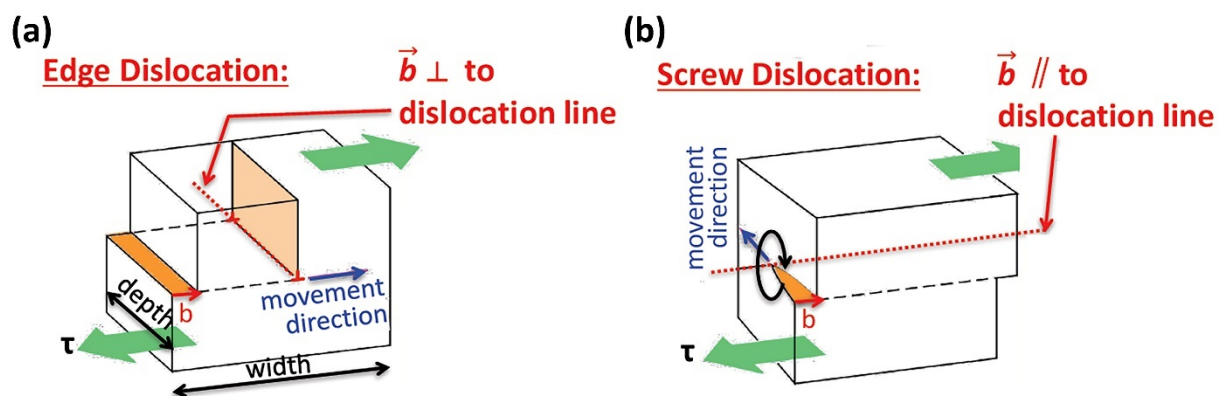 (a)
Edge Dislocation:
b⃗ ⊥ to
dislocation line
b
depth
movement
direction
τ
width
(b)
Screw Dislocation:
b⃗ // to
dislocation line
movement
direction
b
τ